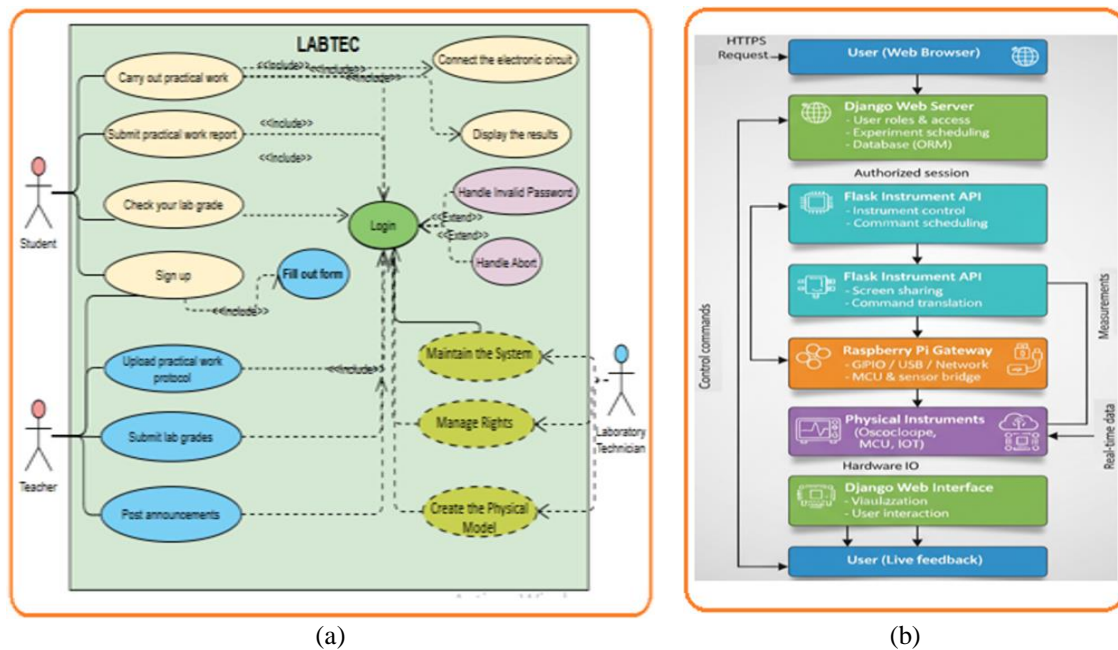 LABTEC
Carry out practical work
<<Include>>
<<Include>>
<<Include>>
Connect the electronic circuit
Submit practical work report
<<Include>>
Display the results
<<Include>>
Check your lab grade
Handle Invalid Password
Login
<<Extend>>
<<Extend>>
Handle Abort
Student
Sign up
Fill out form
<<Include>>
Upload practical work
protocol
<<Include>>
Maintain the System
Submit lab grades
Manage Rights
Laboratory
Technician
Teacher
Post announcements
Create the Physical
Model
(a)
HTTPS
Request
User (Web Browser)
Django Web Server
- User roles & access
- Experiment scheduling
- Database (ORM)
Authorized session
Flask Instrument API
- Instrument control
- Commant scheduling
Flask Instrument API
- Screen sharing
- Command translation
Raspberry Pi Gateway
- GPIO / USB / Network
- MCU & sensor bridge
Physical Instruments
(Oscocloope,
MCU, IOT)
Hardware IO
Django Web Interface
- Viaulazation
- User interaction
User (Live feedback)
Control commands
Measurements
Real-time data
(b)